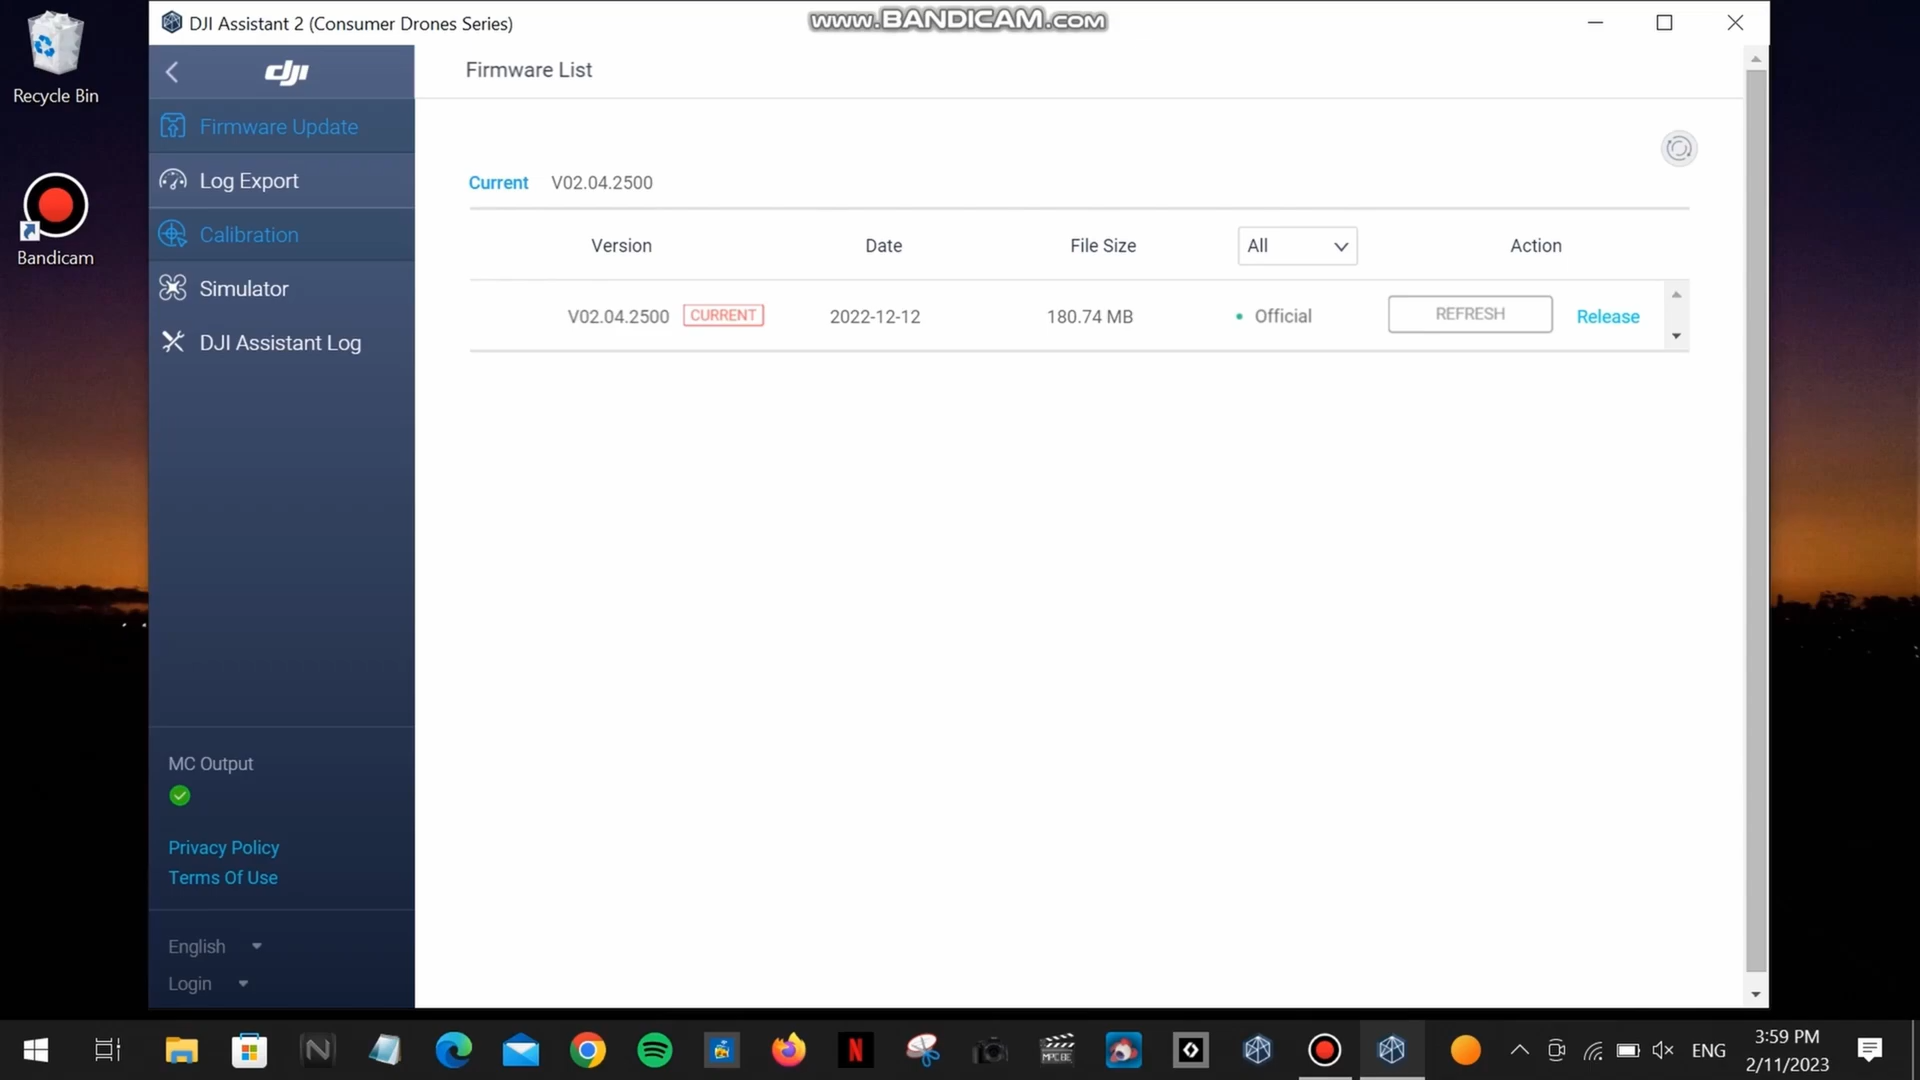 DJI Assistant 2 (Consumer Drones Series)
www.BANDICAM.com
Recycle Bin
Bandicam
dji
Firmware Update
Log Export
Calibration
Simulator
DJI Assistant Log
MC Output
Privacy Policy
Terms Of Use
English
Login
Firmware List
Current V02.04.2500
Version Date File Size All Action
V02.04.2500 CURRENT 2022-12-12 180.74 MB Official REFRESH Release
N
N
MPC-BE
ENG
3:59 PM
2/11/2023